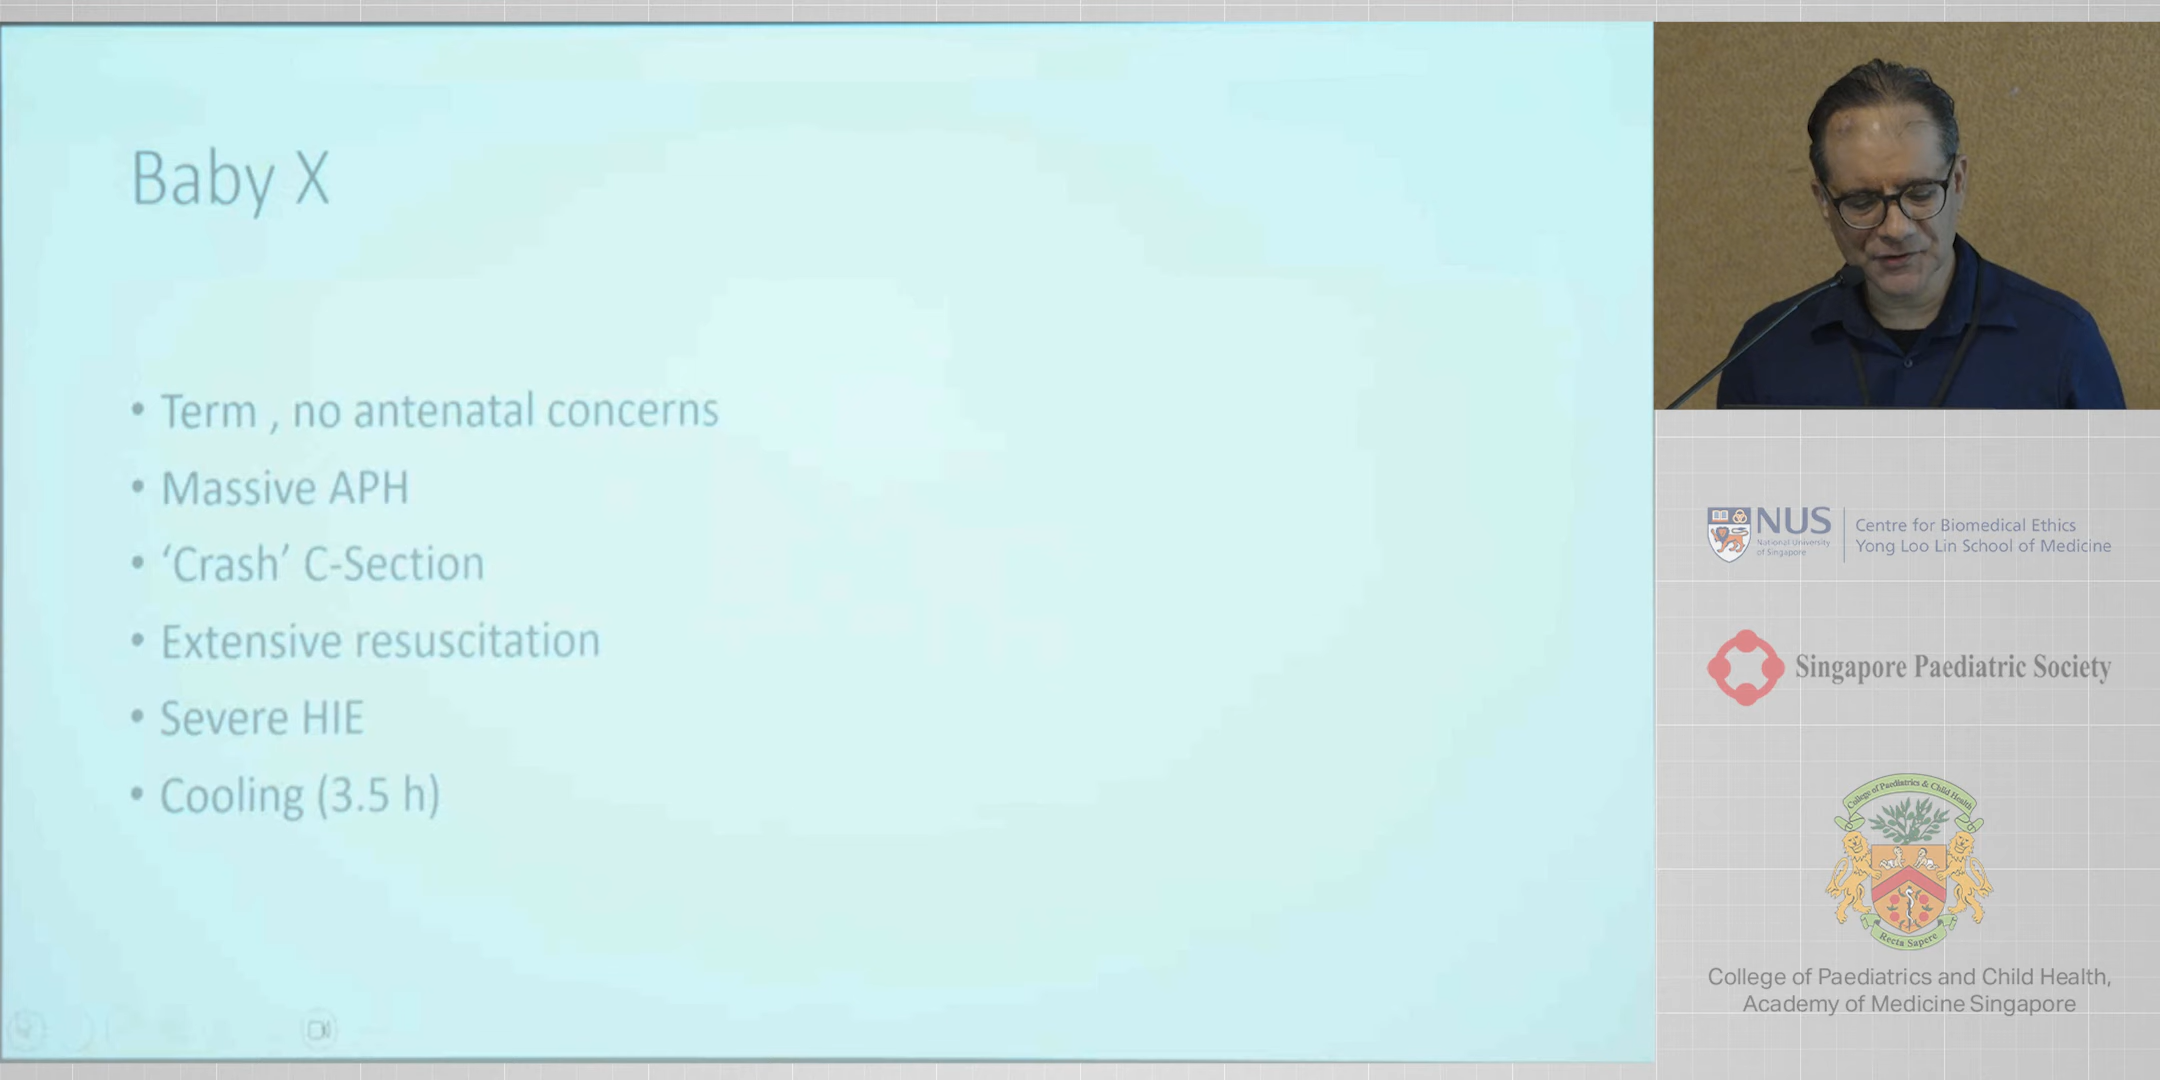 Baby X
• Term , no antenatal concerns
• Massive APH
• ‘Crash’ C-Section
• Extensive resuscitation
• Severe HIE
• Cooling (3.5 h)
NUS
National University
of Singapore
Centre for Biomedical Ethics
Yong Loo Lin School of Medicine
Singapore Paediatric Society
College of Paediatrics & Child Health
Recta Sapere
College of Paediatrics and Child Health,
Academy of Medicine Singapore